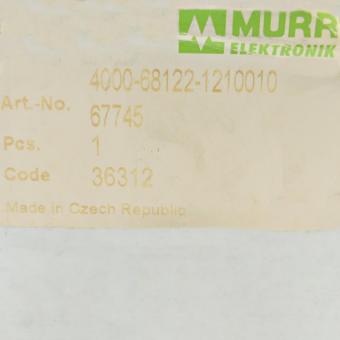 MURR
ELEKTRONIK
4000-68122-1210010
Art.-No. 67745
Pcs. 1
Code 36312
Made in Czech Republic